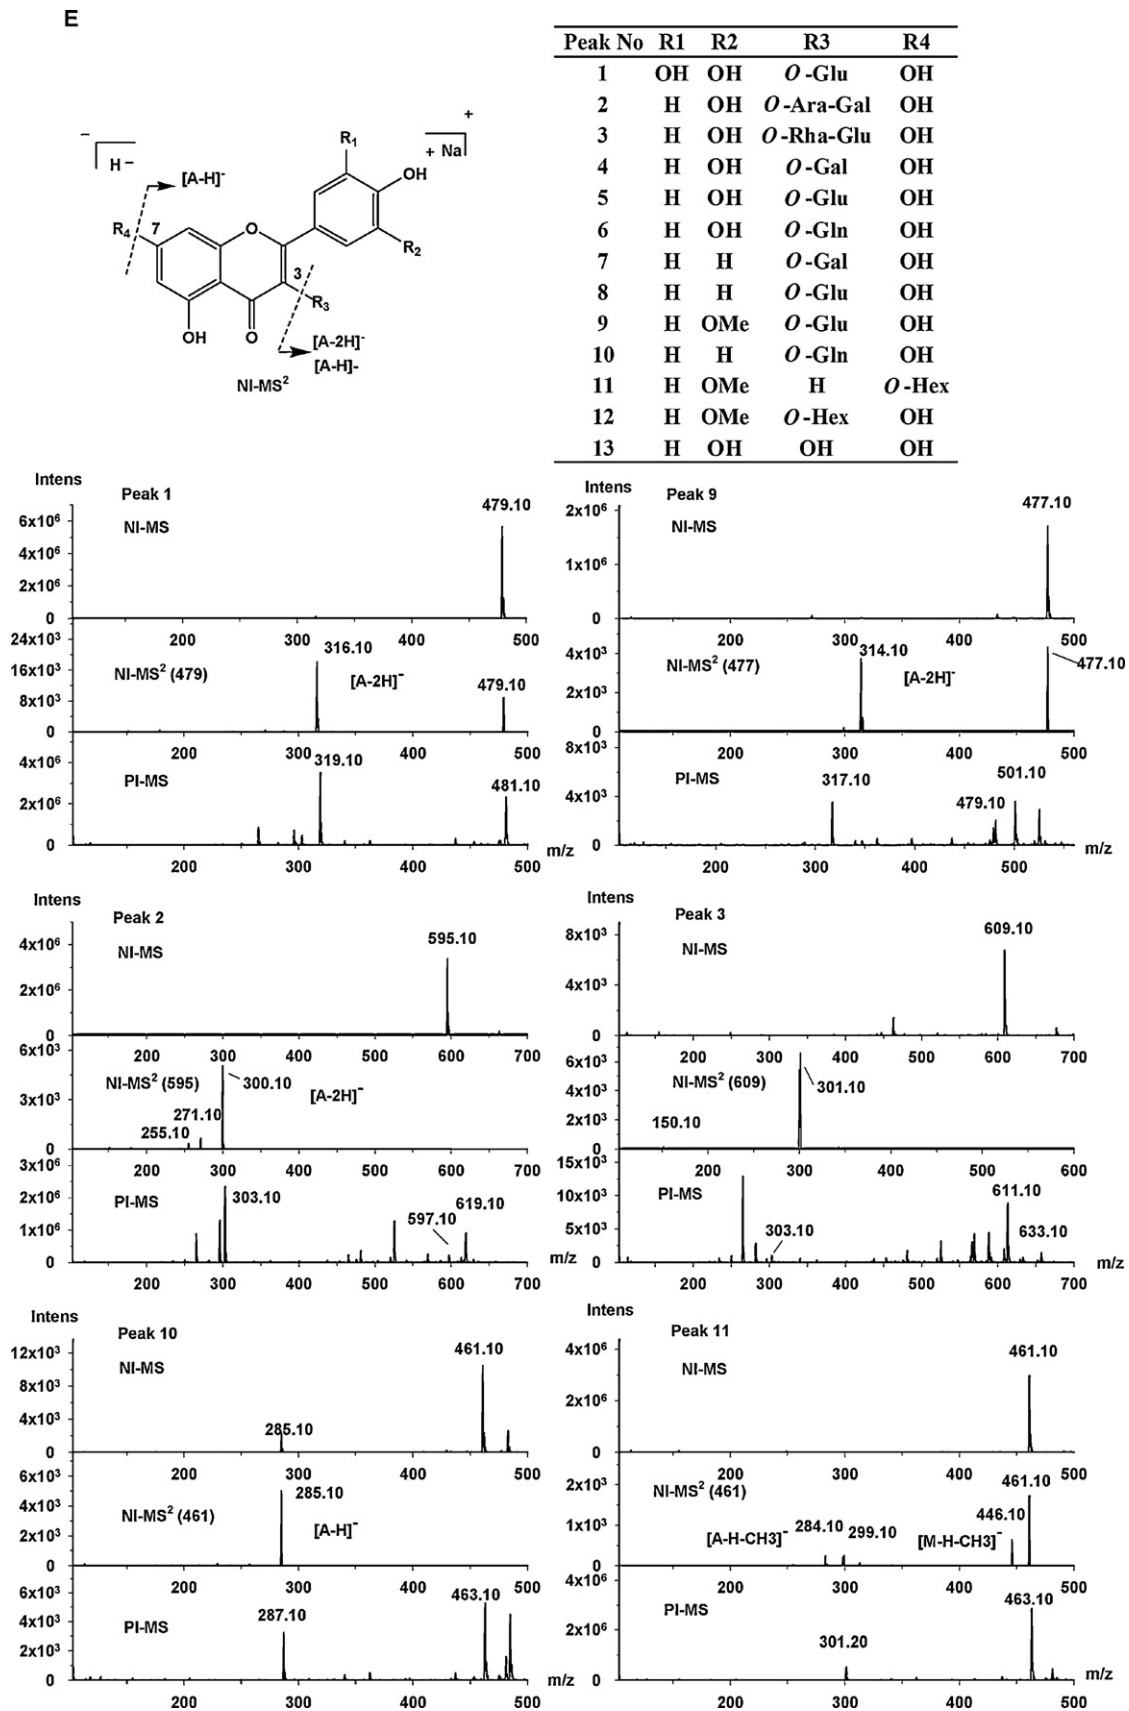 E
Peak No R1 R2 R3 R4
1 OH OH O-Glu OH
2 H OH O-Ara-Gal OH
3 H OH O-Rha-Glu OH
4 H OH O-Gal OH
5 H OH O-Glu OH
6 H OH O-Gln OH
7 H H O-Gal OH
8 H H O-Glu OH
9 H OMe O-Glu OH
10 H H O-Gln OH
11 H OMe H O-Hex
12 H OMe O-Hex OH
13 H OH OH OH
− H − [A-H]⁻ R₁ + Na +
OH
R₄ 7 O R₂
3 R₃
OH O [A-2H]⁻
[A-H]-
NI-MS²
Intens Peak 1
NI-MS 479.10
6x10⁶
4x10⁶
2x10⁶
0
200 300 400 500
24x10³
16x10³
8x10³
0
NI-MS² (479) 316.10 [A-2H]⁻ 479.10
200 300 400 500
4x10⁶
2x10⁶
0
PI-MS 319.10 481.10
200 300 400 500 m/z
Intens Peak 9
NI-MS 477.10
2x10⁶
1x10⁶
0
200 300 400 500
4x10³
2x10³
0
NI-MS² (477) 314.10 [A-2H]⁻ 477.10
200 300 400 500
8x10³
4x10³
0
PI-MS 317.10 479.10 501.10
200 300 400 500 m/z
Intens Peak 2
NI-MS 595.10
4x10⁶
2x10⁶
0
200 300 400 500 600 700
6x10³
3x10³
0
NI-MS² (595) 255.10 271.10 300.10 [A-2H]⁻
200 300 400 500 600 700
3x10⁶
2x10⁶
1x10⁶
0
PI-MS 303.10 597.10 619.10
200 300 400 500 600 700 m/z
Intens Peak 3
NI-MS 609.10
8x10³
4x10³
0
200 300 400 500 600 700
6x10³
4x10³
2x10³
0
NI-MS² (609) 150.10 301.10
200 300 400 500 600
15x10³
10x10³
5x10³
0
PI-MS 303.10 611.10 633.10
200 300 400 500 600 700 m/z
Intens Peak 10
NI-MS 285.10 461.10
12x10³
8x10³
4x10³
0
200 300 400 500
6x10³
4x10³
2x10³
0
NI-MS² (461) 285.10 [A-H]⁻
200 300 400 500
6x10³
4x10³
2x10³
0
PI-MS 287.10 463.10
200 300 400 500
Intens Peak 11
NI-MS 461.10
4x10⁶
2x10⁶
0
200 300 400 500
2x10³
1x10³
0
NI-MS² (461) [A-H-CH3]⁻ 284.10 299.10 [M-H-CH3]⁻ 446.10 461.10
200 300 400 500
4x10⁶
2x10⁶
0
PI-MS 301.20 463.10
200 300 400 500 m/z